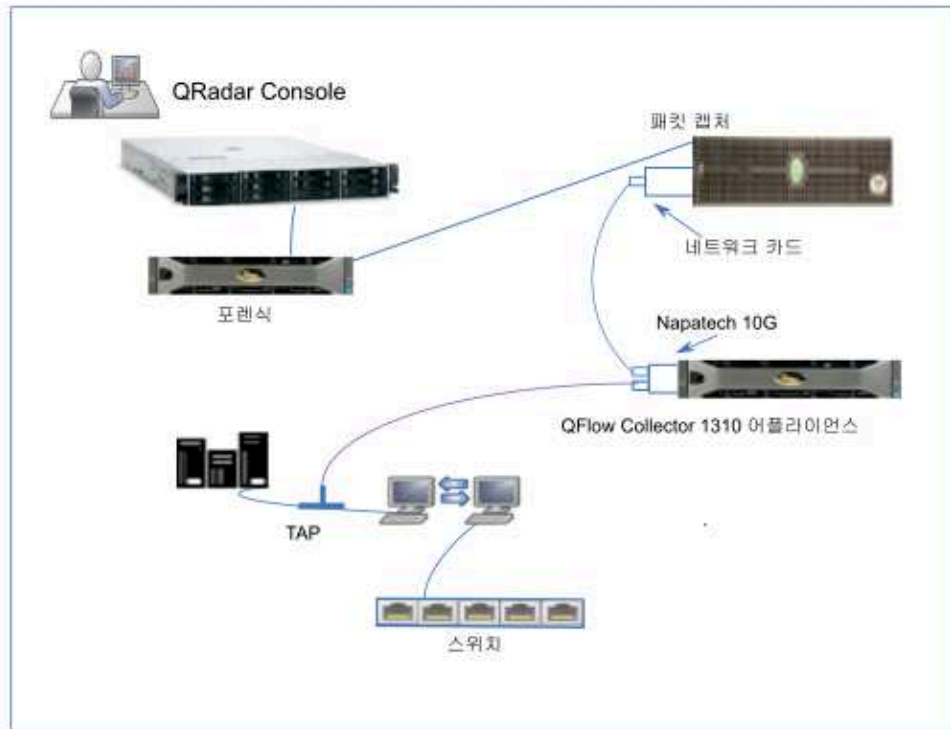 QRadar Console
패킷 캡처
네트워크 카드
포렌식
Napatech 10G
QFlow Collector 1310 어플라이언스
TAP
스위치